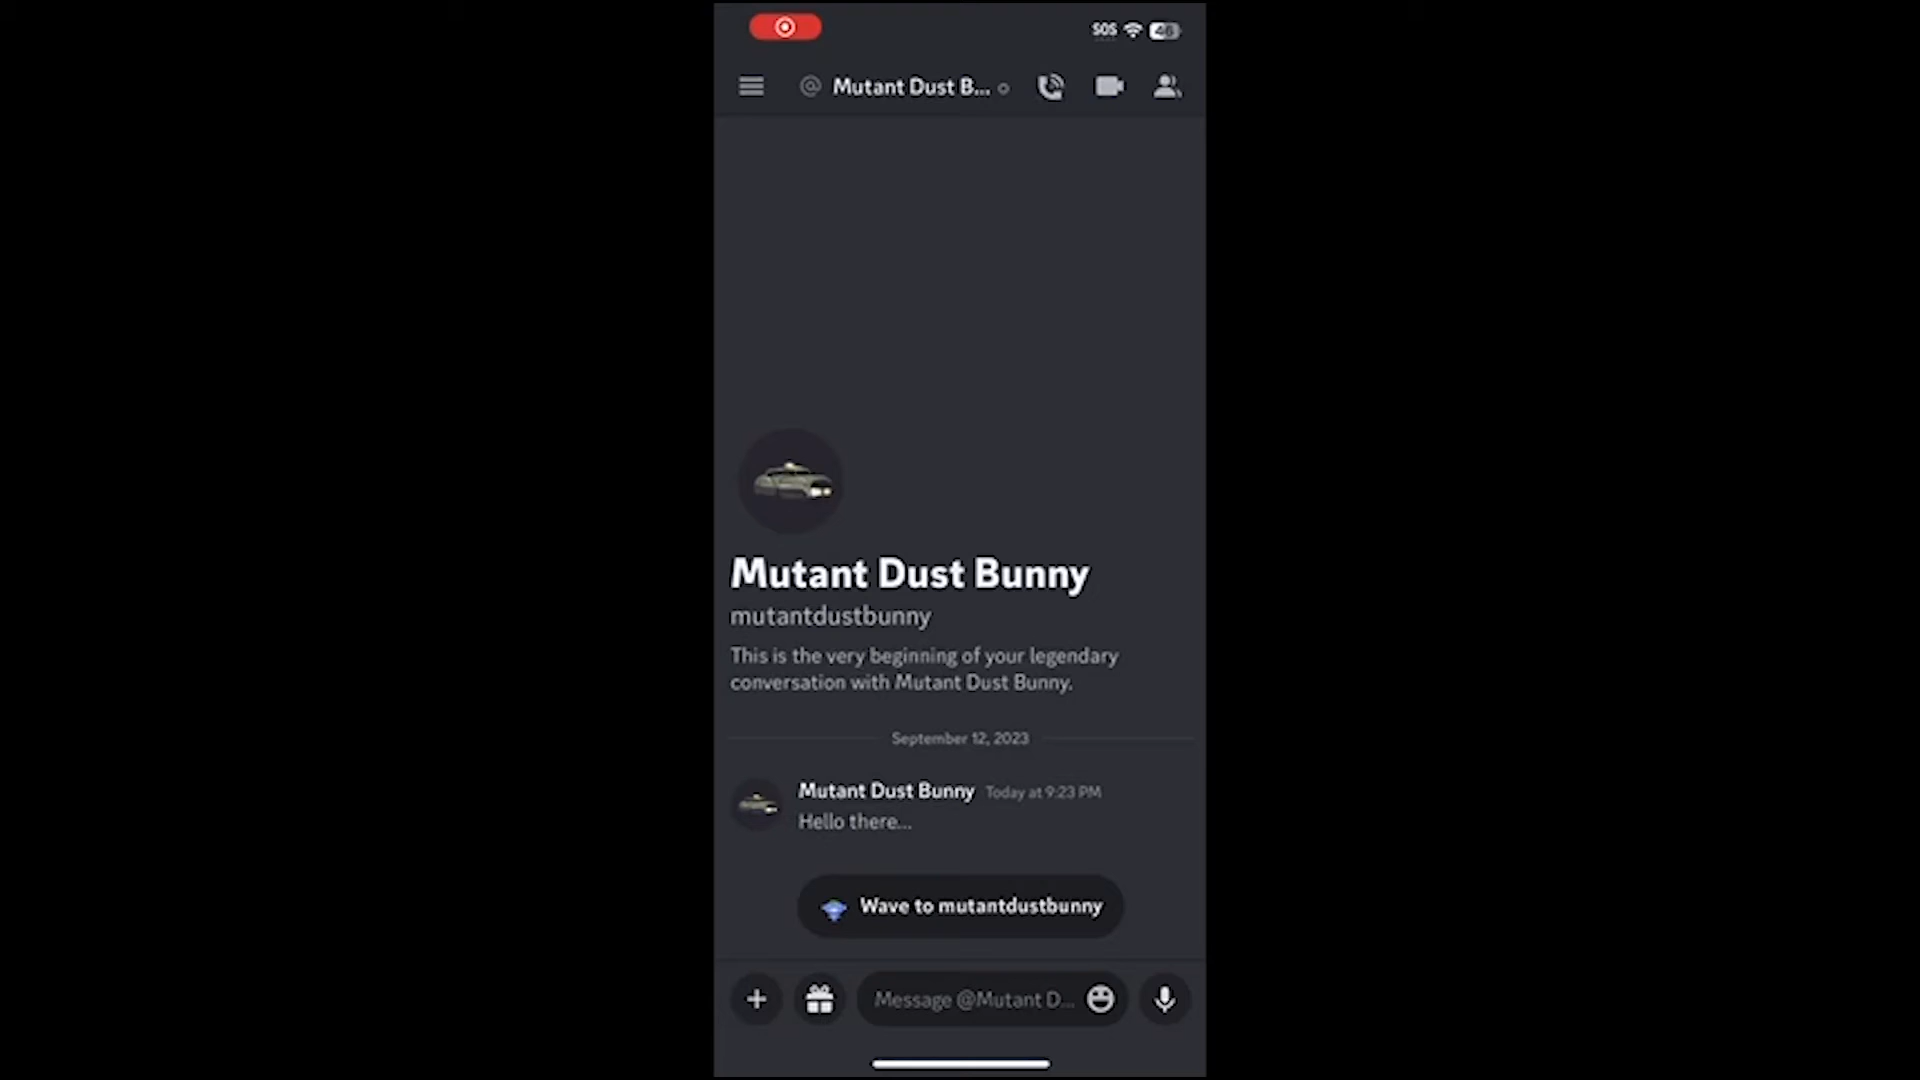 SOS 46
@ Mutant Dust B...
Mutant Dust Bunny
mutantdustbunny
This is the very beginning of your legendary
conversation with Mutant Dust Bunny.
September 12, 2023
Mutant Dust Bunny Today at 9:23 PM
Hello there...
Wave to mutantdustbunny
Message @Mutant D...